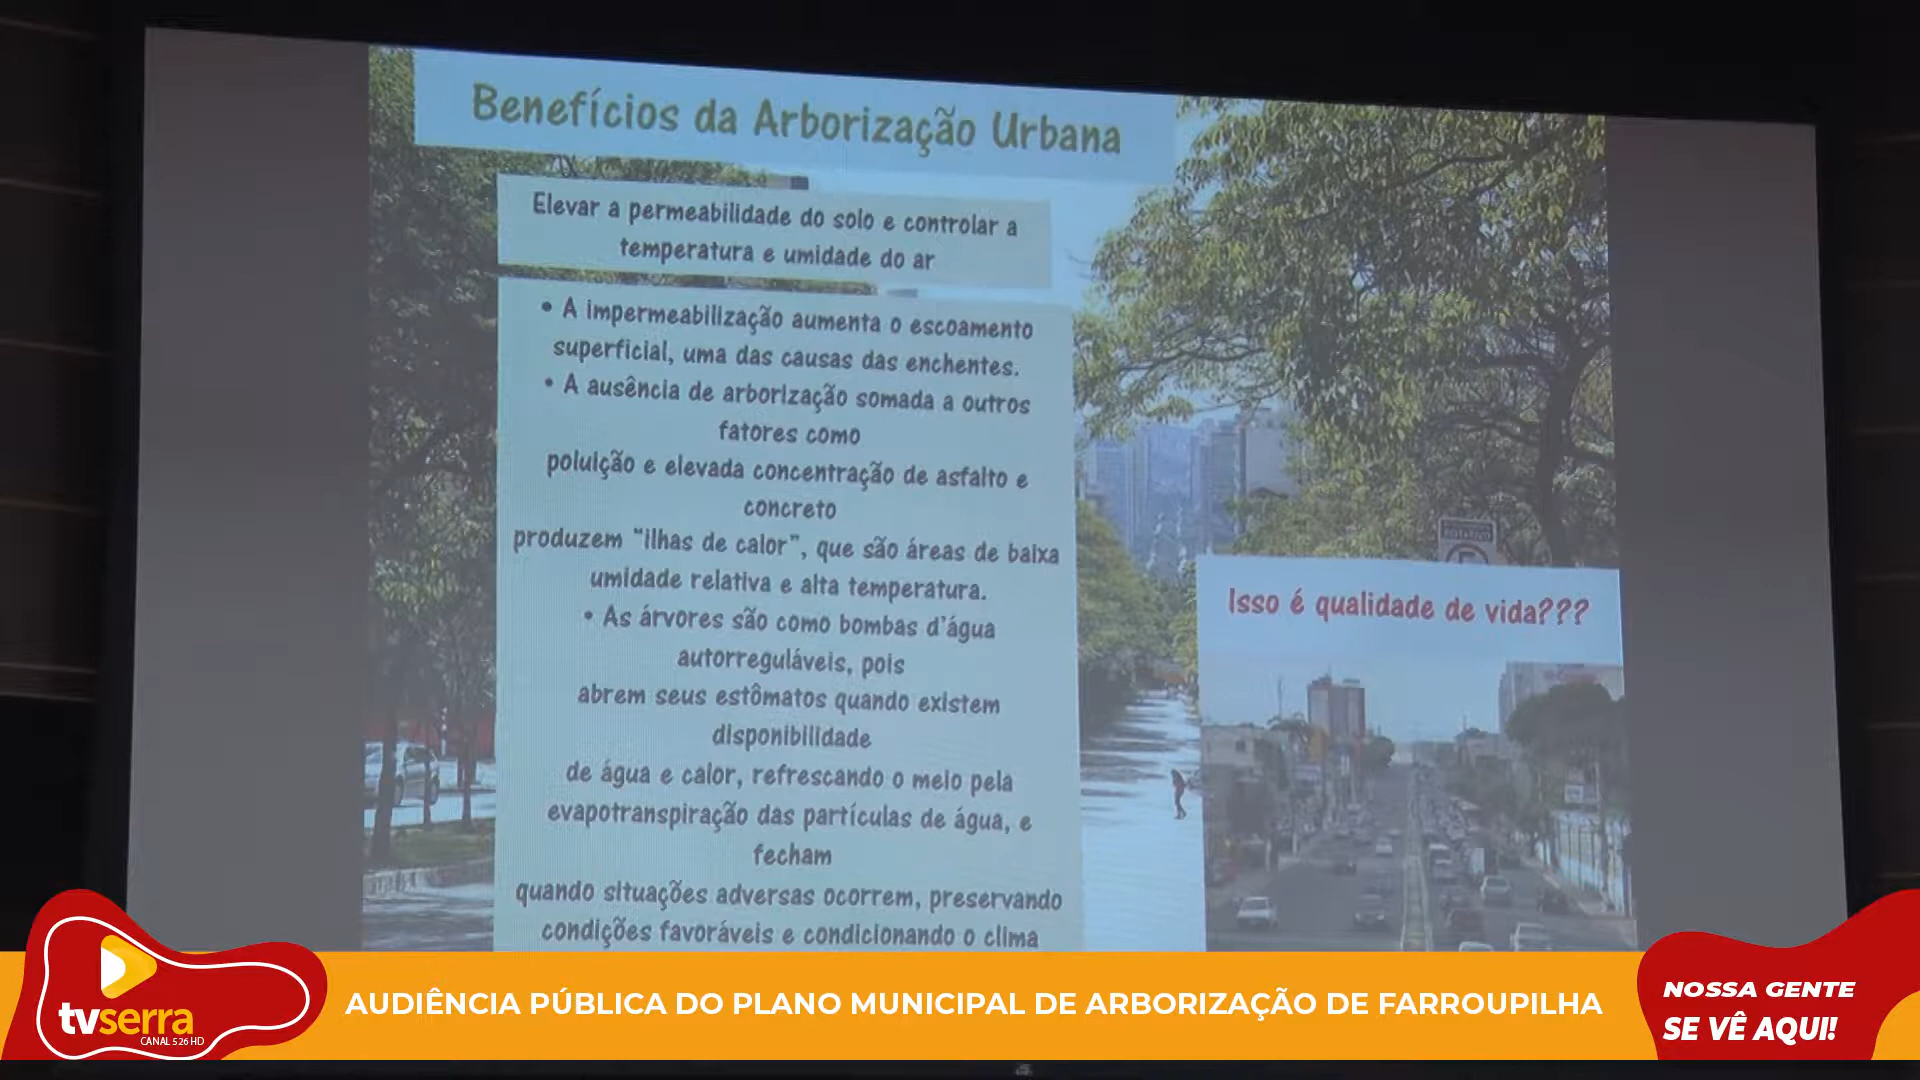 Benefícios da Arborização Urbana
Elevar a permeabilidade do solo e controlar a
temperatura e umidade do ar
• A impermeabilização aumenta o escoamento
superficial, uma das causas das enchentes.
• A ausência de arborização somada a outros
fatores como
poluição e elevada concentração de asfalto e
concreto
produzem “ilhas de calor”, que são áreas de baixa
umidade relativa e alta temperatura.
• As árvores são como bombas d’água
autorreguláveis, pois
abrem seus estômatos quando existem
disponibilidade
de água e calor, refrescando o meio pela
evapotranspiração das partículas de água, e
fecham
quando situações adversas ocorrem, preservando
condições favoráveis e condicionando o clima
Isso é qualidade de vida???
tvserra
CANAL 526 HD
AUDIÊNCIA PÚBLICA DO PLANO MUNICIPAL DE ARBORIZAÇÃO DE FARROUPILHA
NOSSA GENTE
SE VÊ AQUI!